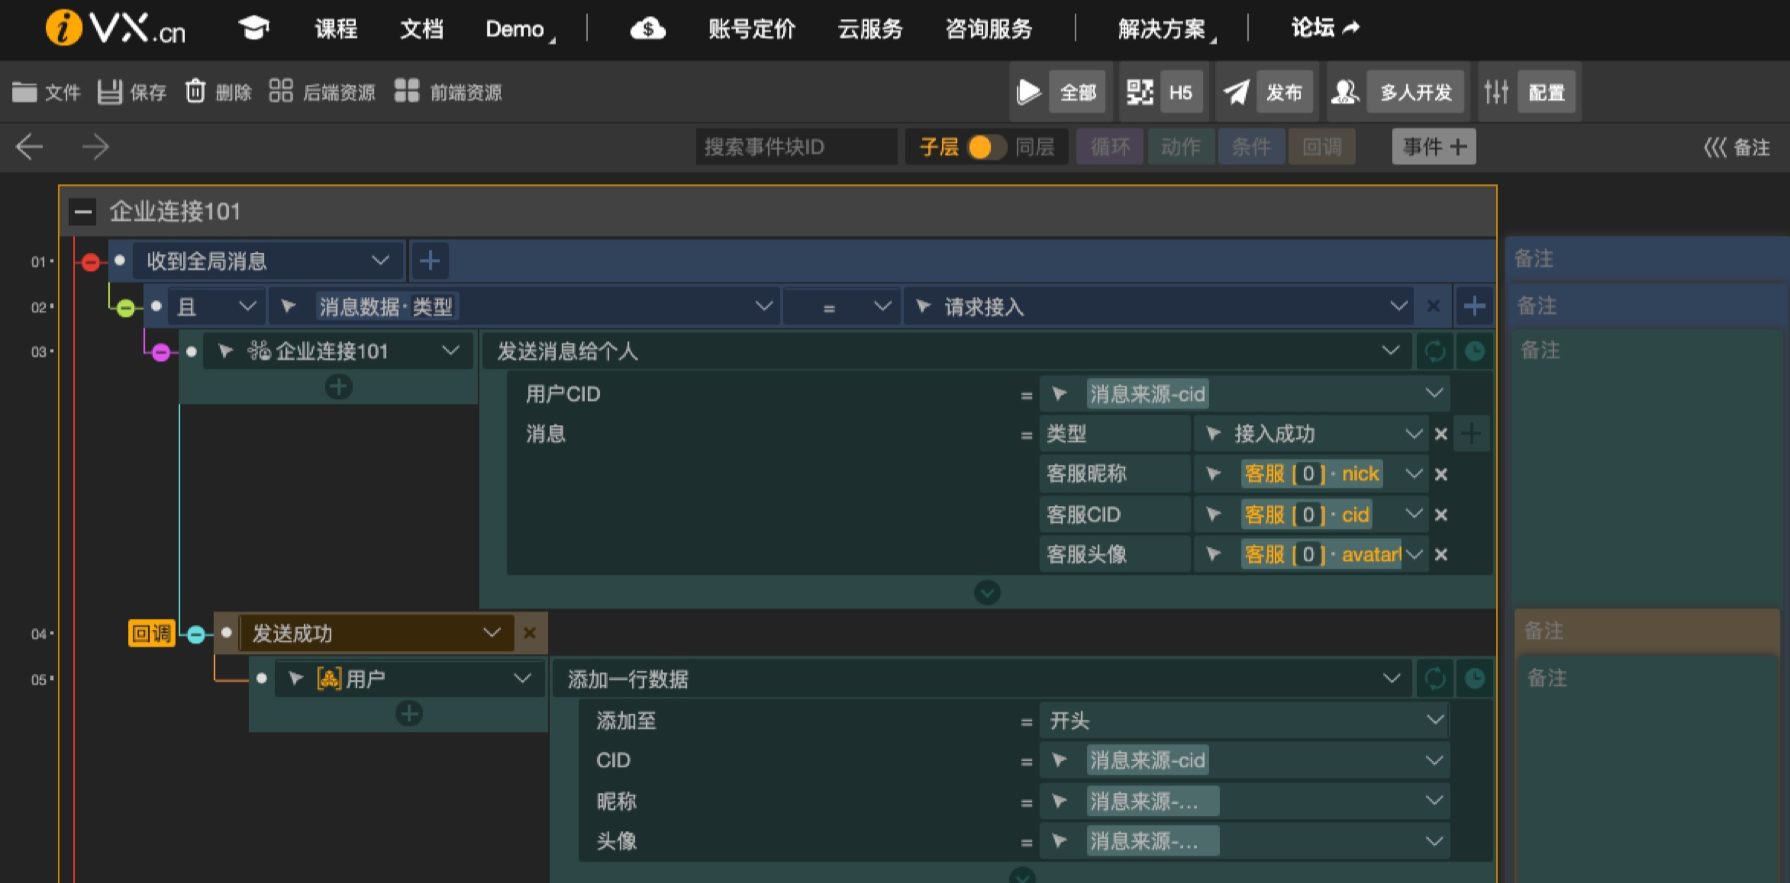 iVX.cn 课程 文档 Demo 账号定价 云服务 咨询服务 解决方案 论坛
文件 保存 删除 后端资源 前端资源 全部 H5 发布 多人开发 配置
搜索事件块ID 子层 同层 循环 动作 条件 回调 事件 + 备注
企业连接101
01 收到全局消息 + 备注
02 且 消息数据·类型 = 请求接入 × + 备注
03 企业连接101 发送消息给个人 备注
用户CID = 消息来源-cid
消息 = 类型 接入成功 × +
客服昵称 客服 [ 0 ] · nick ×
客服CID 客服 [ 0 ] · cid ×
客服头像 客服 [ 0 ] · avatar ×
04 回调 发送成功 × 备注
05 用户 添加一行数据 备注
添加至 = 开头
CID = 消息来源-cid
昵称 = 消息来源-...
头像 = 消息来源-...